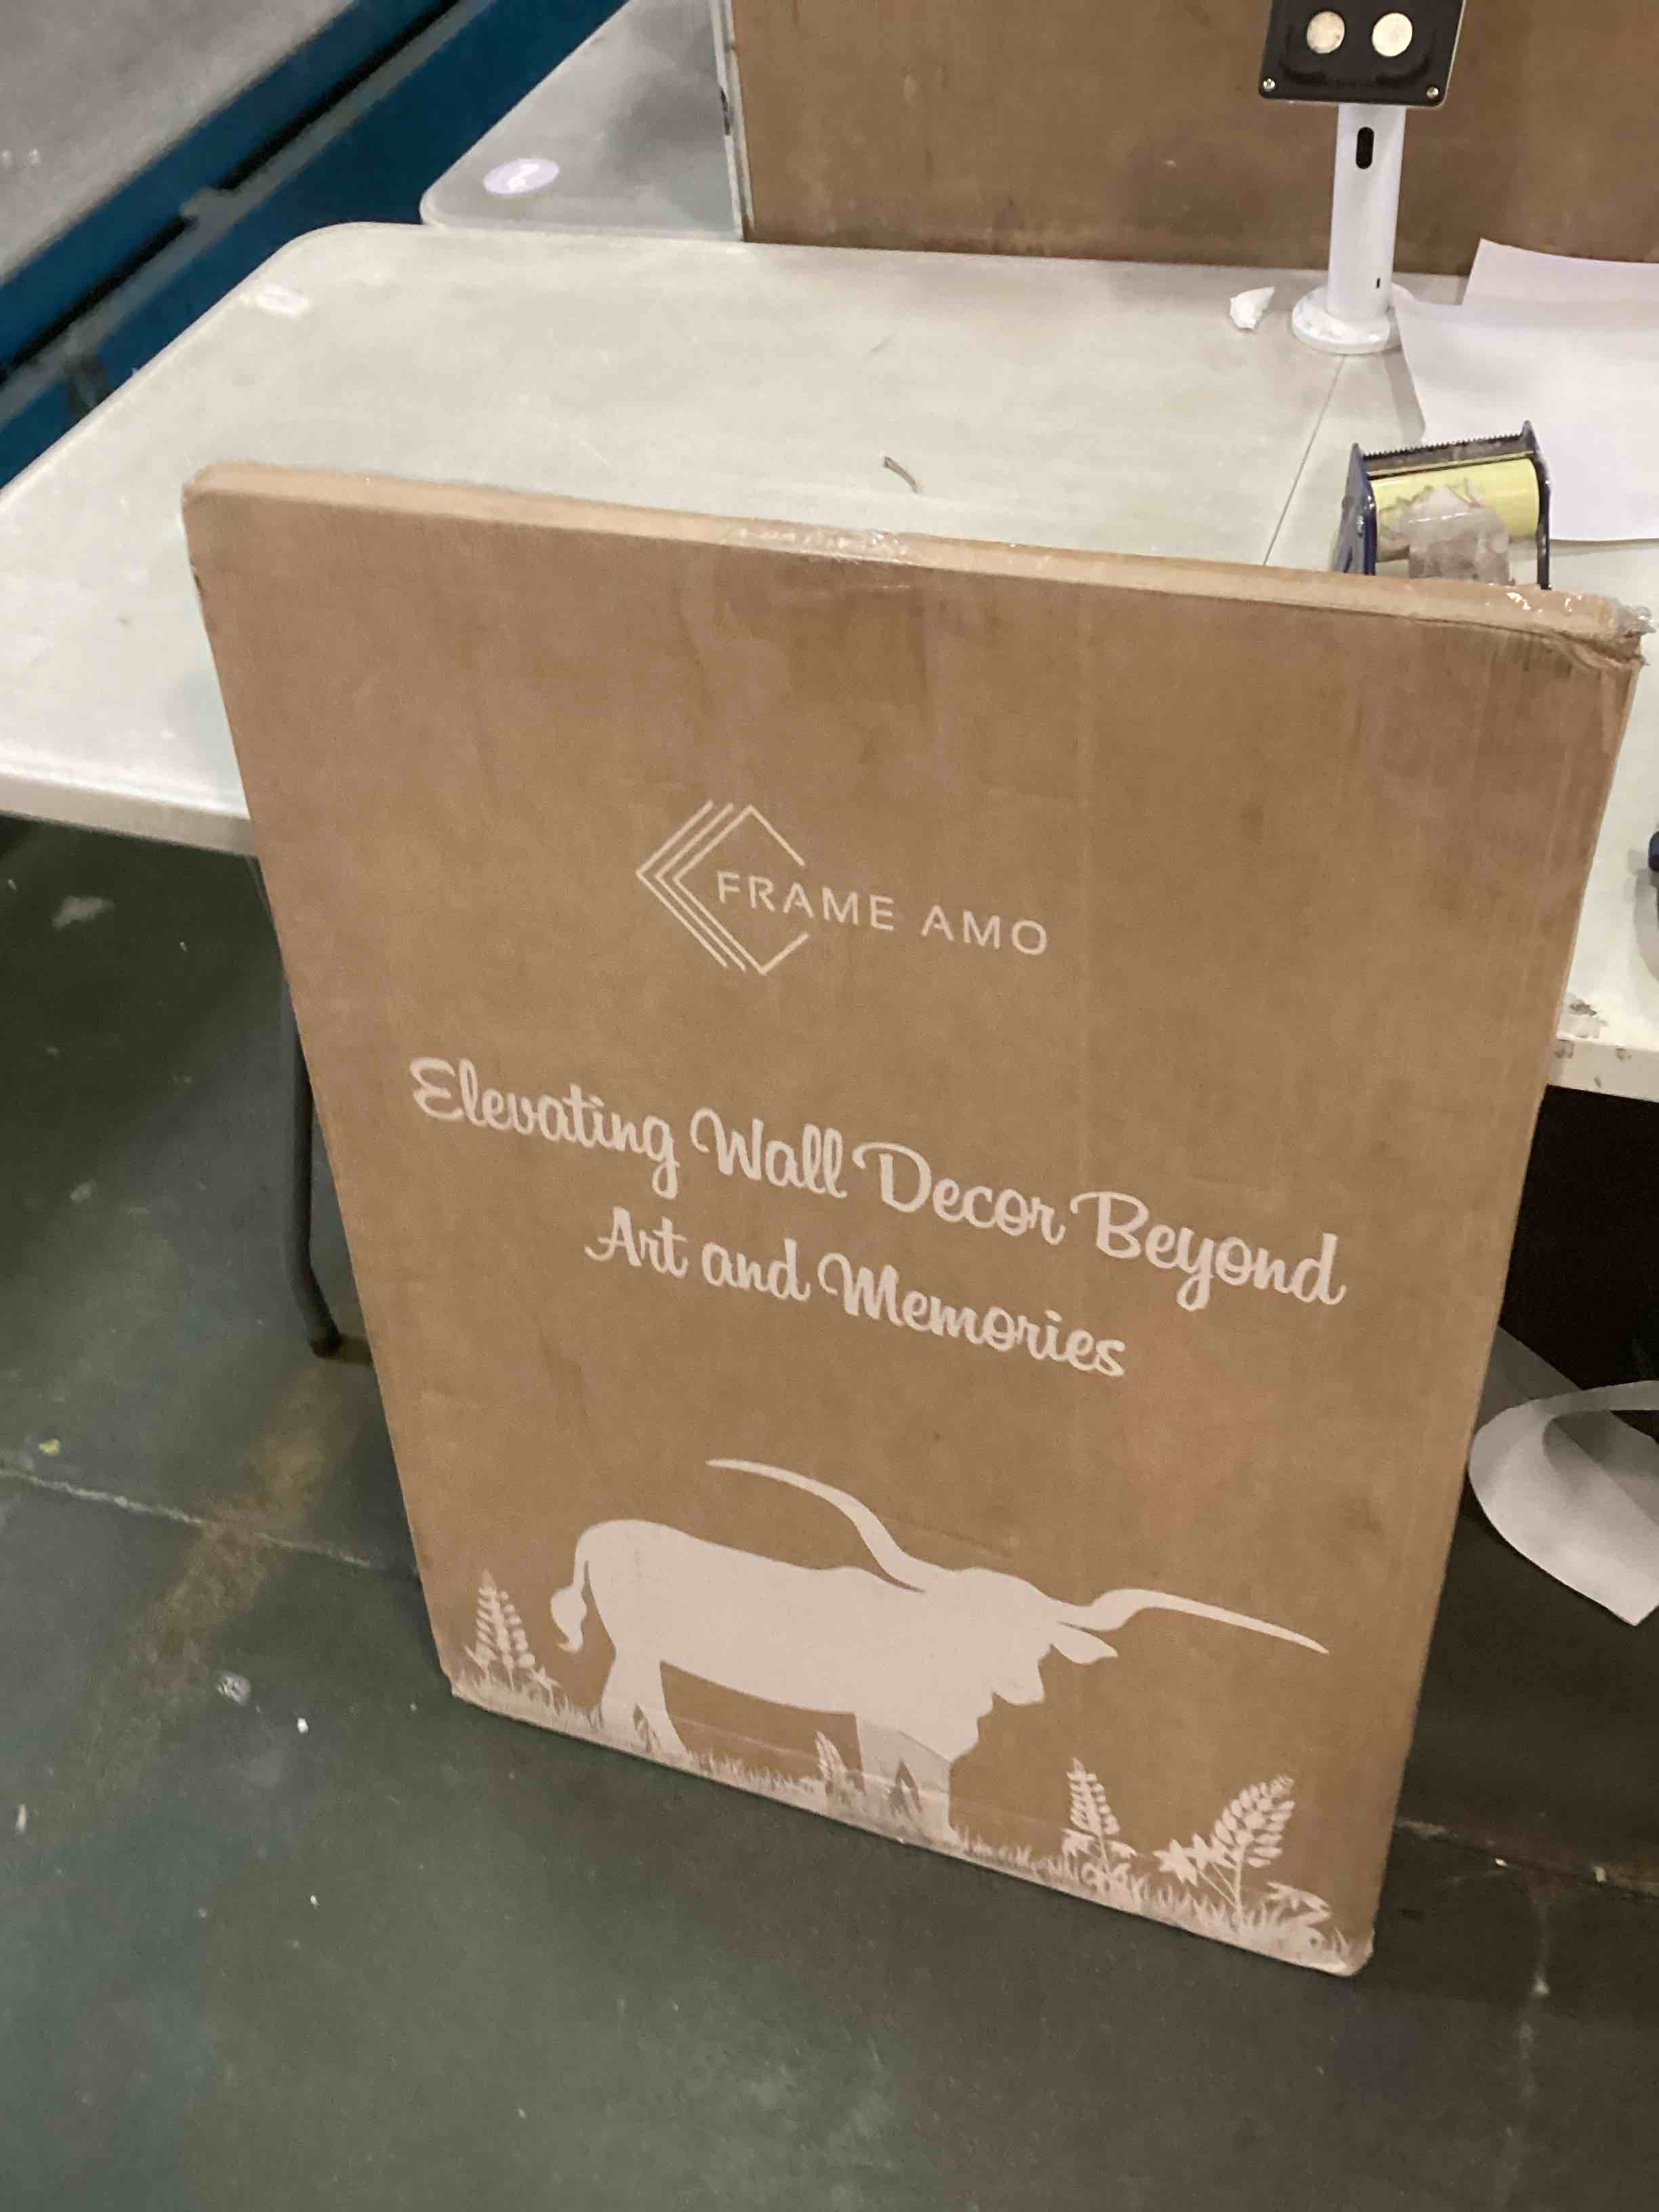 FRAME AMO
Elevating Wall Decor Beyond
Art and Memories